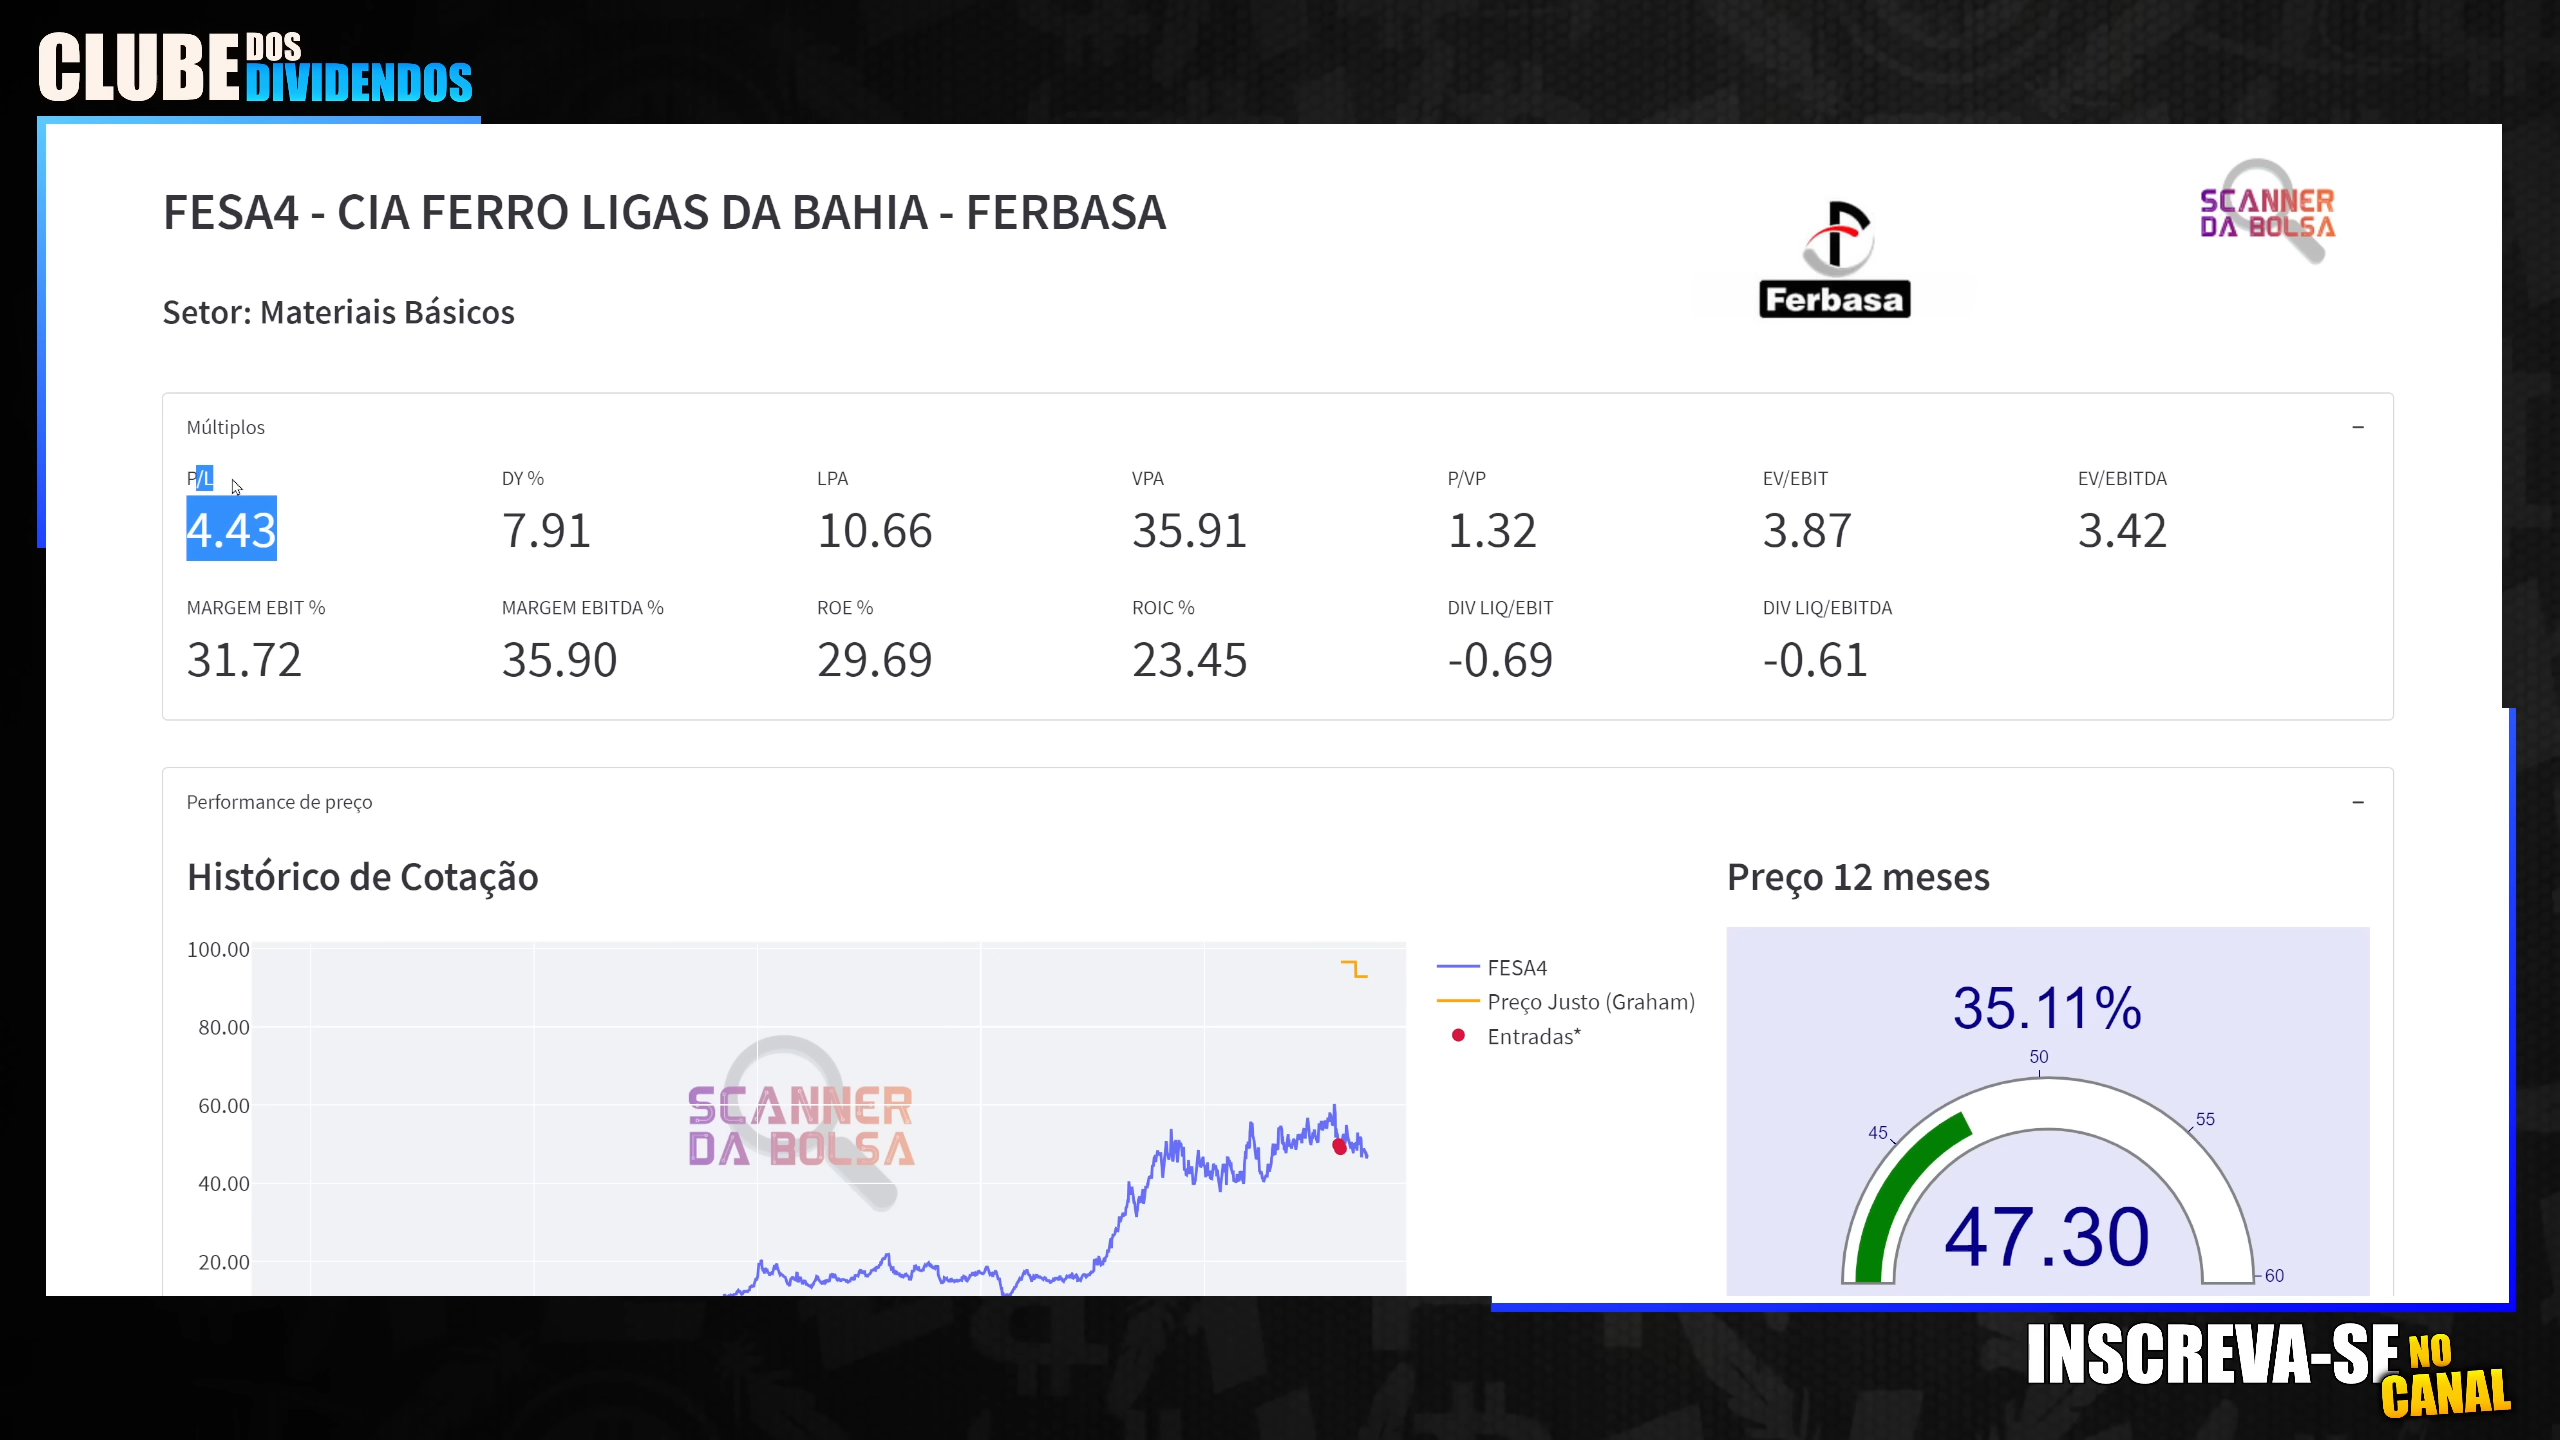 CLUBE DOS DIVIDENDOS
FESA4 - CIA FERRO LIGAS DA BAHIA - FERBASA
Ferbasa
SCANNER DA BOLSA
Setor: Materiais Básicos
Múltiplos
P/L DY % LPA VPA P/VP EV/EBIT EV/EBITDA
4.43 7.91 10.66 35.91 1.32 3.87 3.42
MARGEM EBIT % MARGEM EBITDA % ROE % ROIC % DIV LIQ/EBIT DIV LIQ/EBITDA
31.72 35.90 29.69 23.45 -0.69 -0.61
Performance de preço
Histórico de Cotação
100.00
80.00
60.00
40.00
20.00
SCANNER
DA BOLSA
FESA4
Preço Justo (Graham)
Entradas*
Preço 12 meses
35.11%
50
45
55
47.30
60
INSCREVA-SE NO CANAL